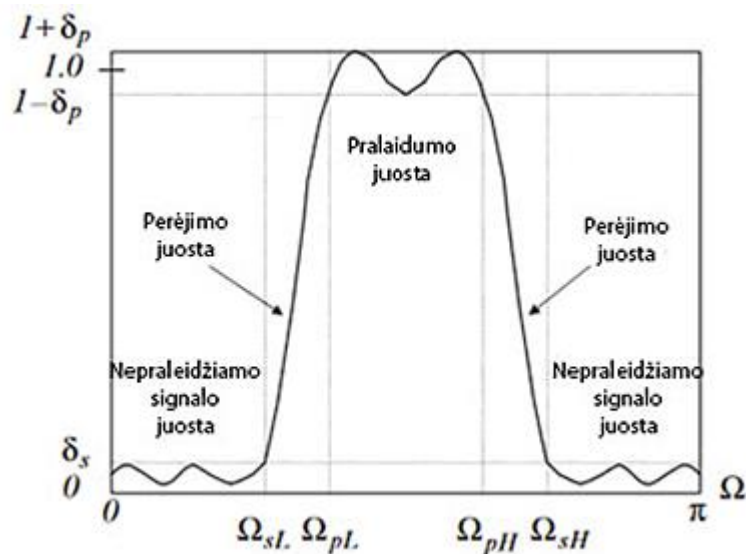 1+δp
1.0
1–δp
Pralaidumo
juosta
Perėjimo
juosta
Perėjimo
juosta
Nepraleidžiamo
signalo
juosta
Nepraleidžiamo
signalo
juosta
δs
0
0
ΩsL
ΩpL
ΩpH
ΩsH
π
Ω